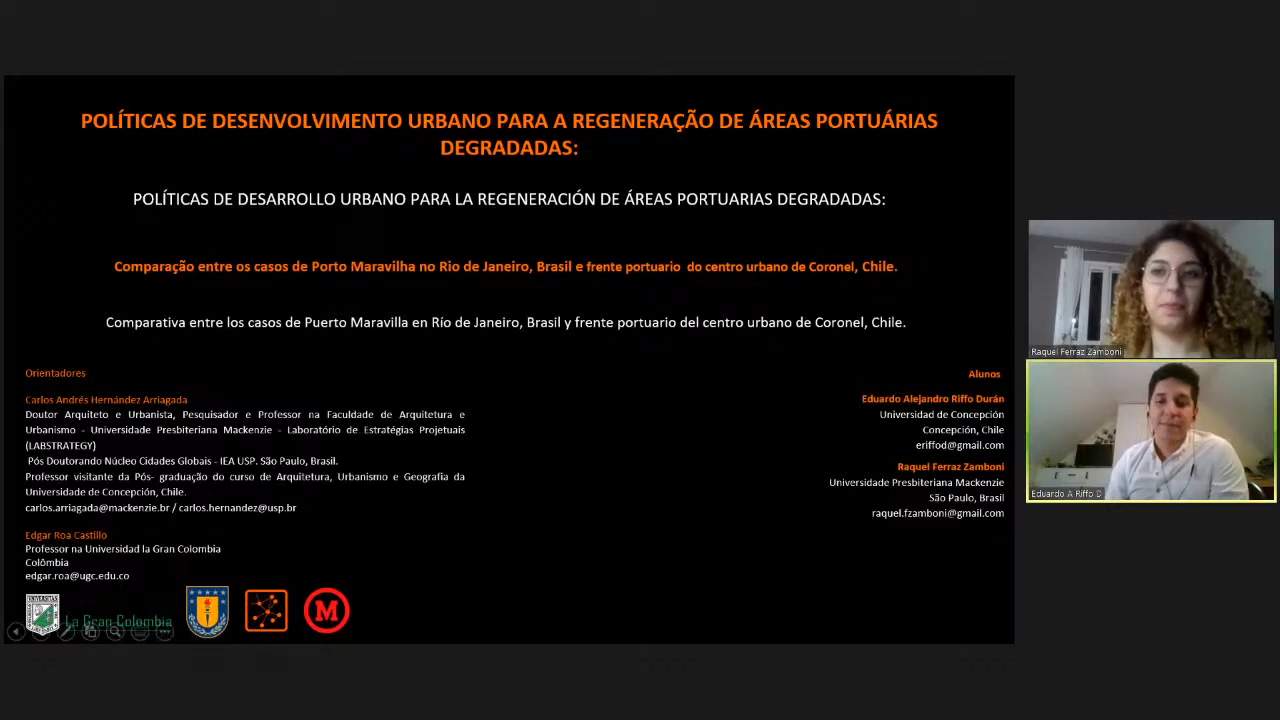 POLÍTICAS DE DESENVOLVIMENTO URBANO PARA A REGENERAÇÃO DE ÁREAS PORTUÁRIAS
DEGRADADAS:
POLÍTICAS DE DESARROLLO URBANO PARA LA REGENERACIÓN DE ÁREAS PORTUARIAS DEGRADADAS:
Comparação entre os casos de Porto Maravilha no Rio de Janeiro, Brasil e frente portuario do centro urbano de Coronel, Chile.
Comparativa entre los casos de Puerto Maravilla en Río de Janeiro, Brasil y frente portuario del centro urbano de Coronel, Chile.
Orientadores
Carlos Andrés Hernández Arriagada
Doutor Arquiteto e Urbanista, Pesquisador e Professor na Faculdade de Arquitetura e
Urbanismo - Universidade Presbiteriana Mackenzie - Laboratório de Estratégias Projetuais
(LABSTRATEGY)
Pós Doutorando Núcleo Cidades Globais - IEA USP. São Paulo, Brasil.
Professor visitante da Pós- graduação do curso de Arquitetura, Urbanismo e Geografia da
Universidade de Concepción, Chile.
carlos.arriagada@mackenzie.br / carlos.hernandez@usp.br
Edgar Roa Castillo
Professor na Universidad la Gran Colombia
Colômbia
edgar.roa@ugc.edu.co
La Gran Colombia
M
Alunos
Eduardo Alejandro Riffo Durán
Universidad de Concepción
Concepción, Chile
eriffod@gmail.com
Raquel Ferraz Zamboni
Universidade Presbiteriana Mackenzie
São Paulo, Brasil
raquel.fzamboni@gmail.com
Raquel Ferraz Zamboni
Eduardo A Riffo D